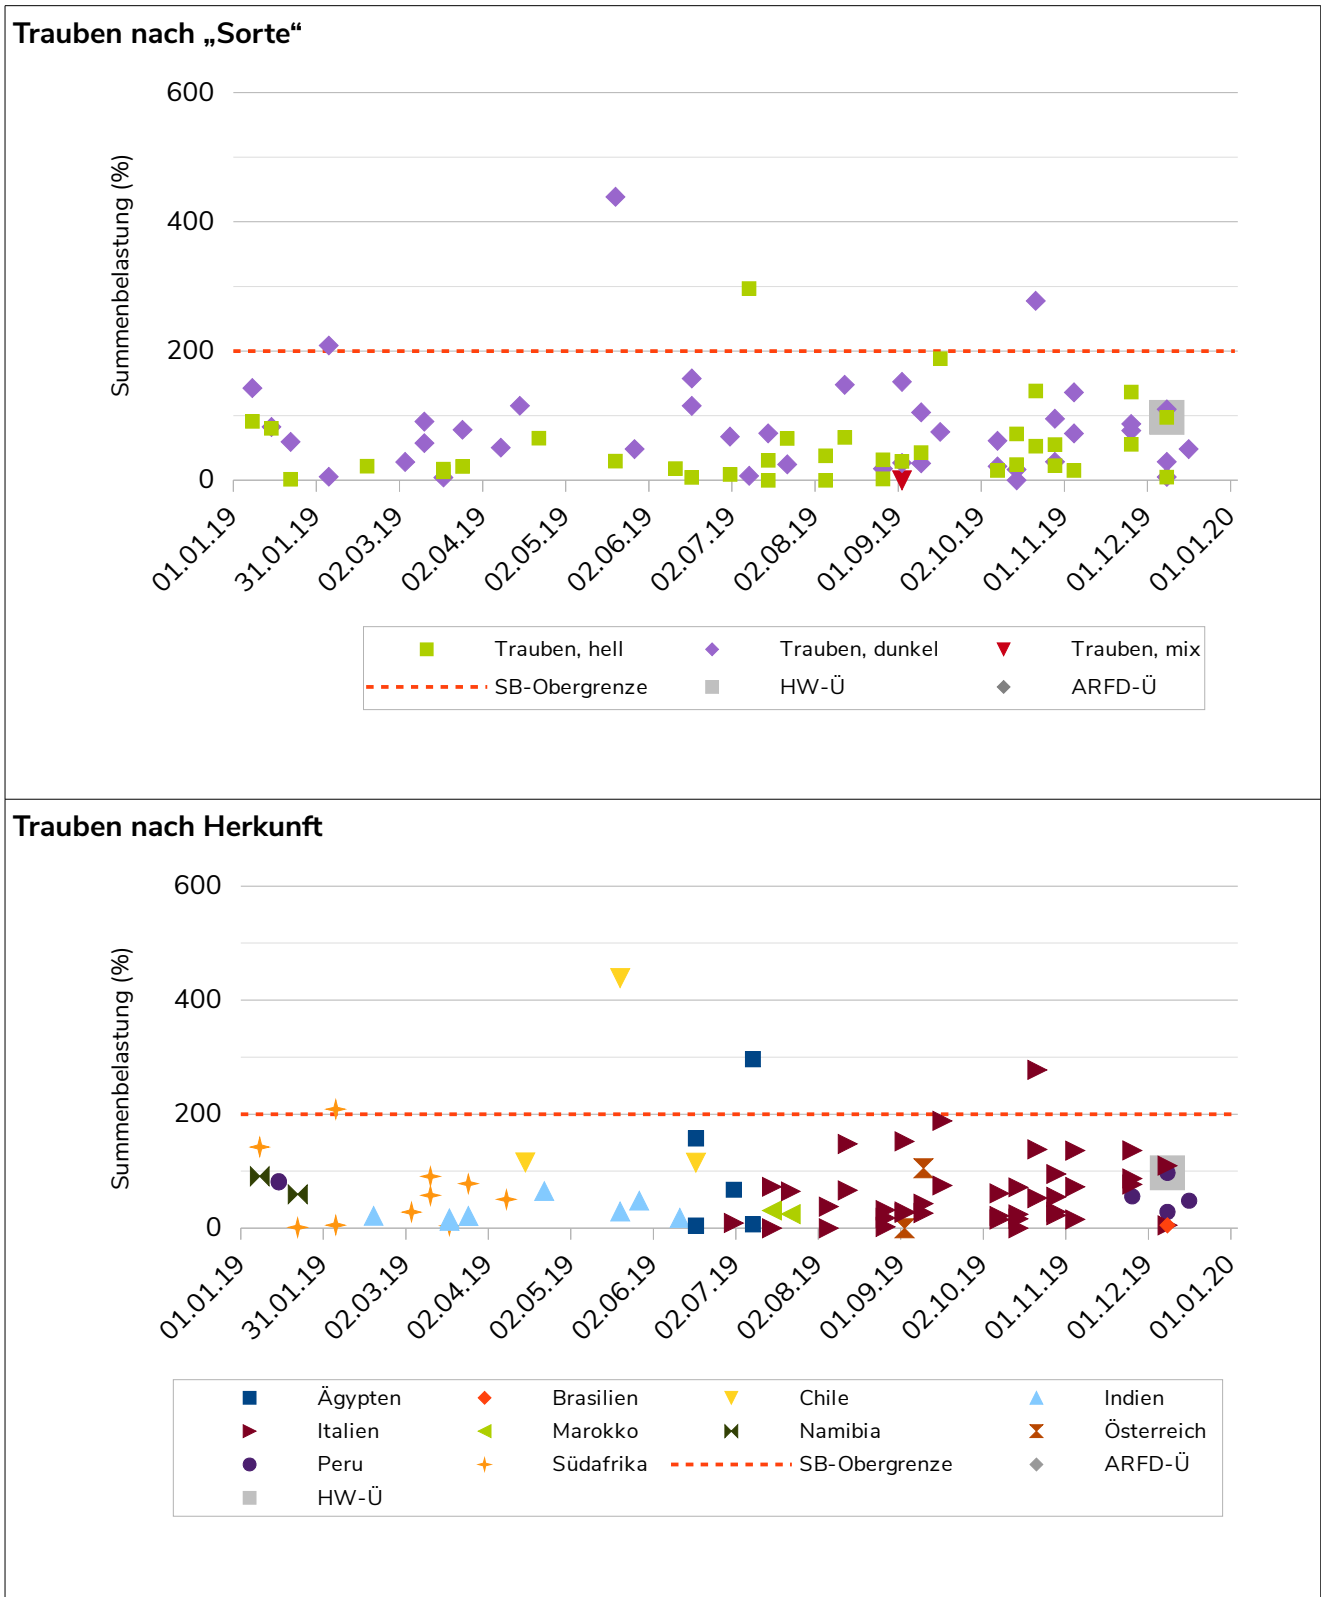 Trauben nach „Sorte“
600
400
200
0
Summenbelastung (%)
01.01.19
31.01.19
02.03.19
02.04.19
02.05.19
02.06.19
02.07.19
02.08.19
01.09.19
02.10.19
01.11.19
01.12.19
01.01.20
Trauben, hell
Trauben, dunkel
Trauben, mix
SB-Obergrenze
HW-Ü
ARFD-Ü
Trauben nach Herkunft
600
400
200
0
Summenbelastung (%)
01.01.19
31.01.19
02.03.19
02.04.19
02.05.19
02.06.19
02.07.19
02.08.19
01.09.19
02.10.19
01.11.19
01.12.19
01.01.20
Ägypten
Brasilien
Chile
Indien
Italien
Marokko
Namibia
Österreich
Peru
Südafrika
SB-Obergrenze
ARFD-Ü
HW-Ü